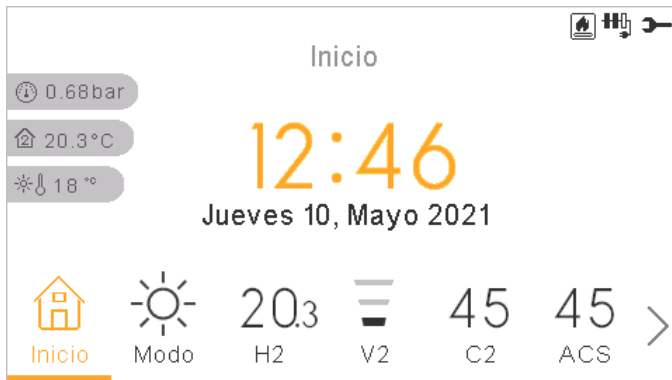 Inicio
0.68bar
2 20.3°C
18 °C
12:46
Jueves 10, Mayo 2021
20.3 45 45
Inicio Modo H2 V2 C2 ACS